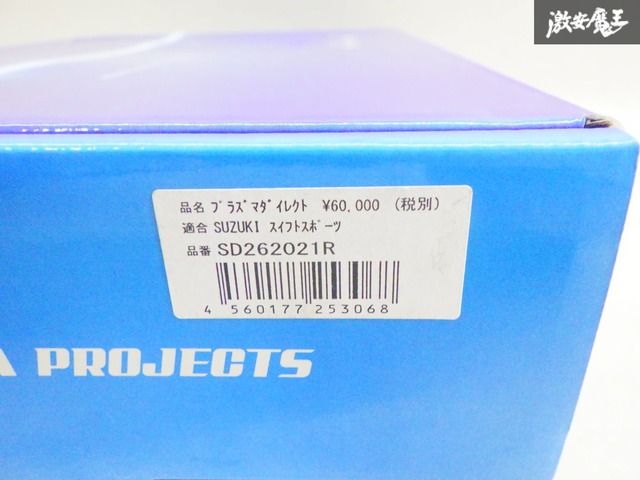 激安魔王
品名 プラズマダイレクト ¥60,000 (税別)
適合 SUZUKI スイフトスポーツ
品番 SD262021R
4 560177 253068
A PROJECTS